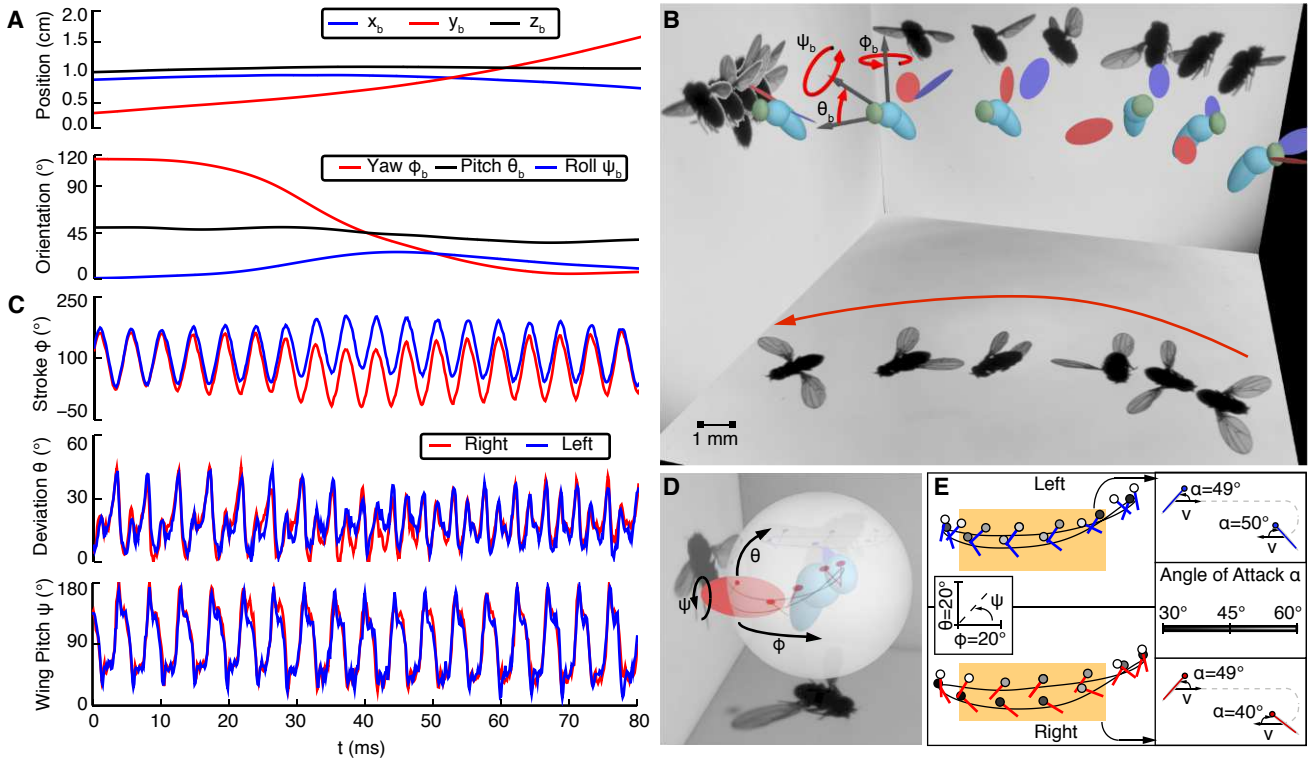 A
x_b y_b z_b
Position (cm)
2.0
1.5
1.0
0.5
0.0
Yaw ϕ_b Pitch θ_b Roll ψ_b
Orientation (°)
120
90
45
0
C
Stroke ϕ (°)
250
100
−50
Right Left
Deviation θ (°)
60
30
0
Wing Pitch ψ (°)
180
90
0
0 10 20 30 40 50 60 70 80
t (ms)
B
ψ_b
ϕ_b
θ_b
1 mm
D
θ
ψ
ϕ
E
Left
α=49°
v
α=50°
v
θ=20°
ψ
ϕ=20°
Angle of Attack α
30° 45° 60°
α=49°
v
α=40°
v
Right